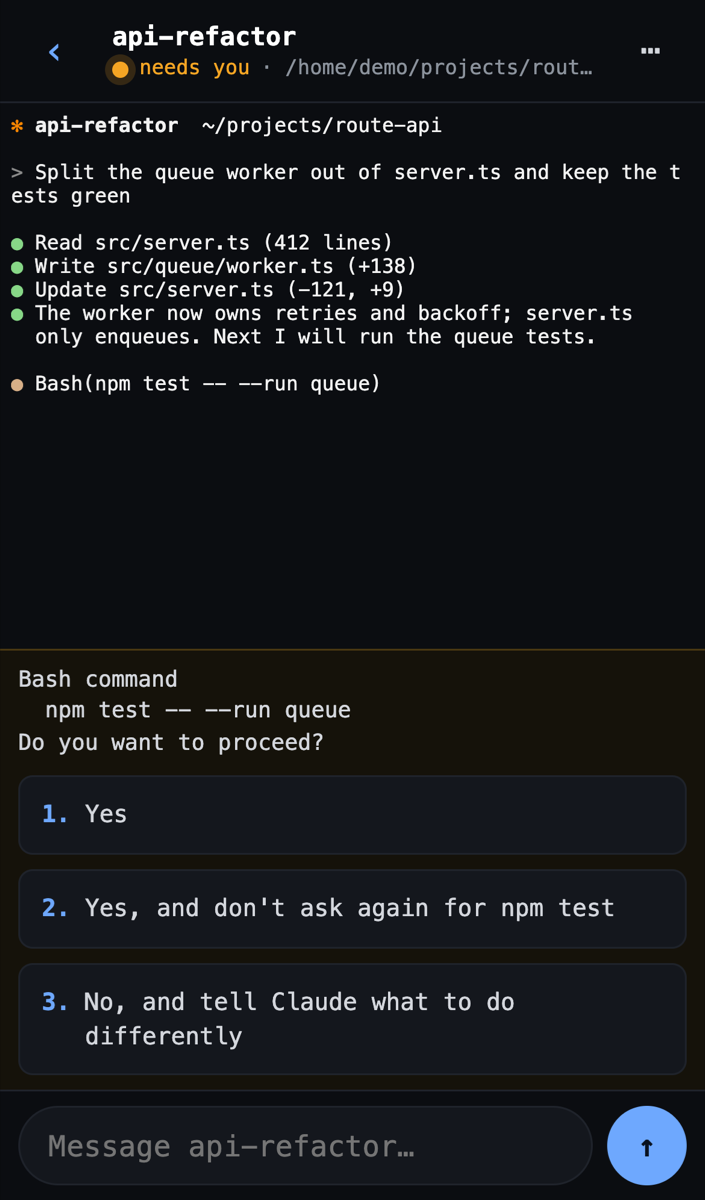 api-refactor
needs you · /home/demo/projects/rout…
* api-refactor ~/projects/route-api
> Split the queue worker out of server.ts and keep the t
ests green
● Read src/server.ts (412 lines)
● Write src/queue/worker.ts (+138)
● Update src/server.ts (−121, +9)
● The worker now owns retries and backoff; server.ts
only enqueues. Next I will run the queue tests.
● Bash(npm test -- --run queue)
Bash command
npm test -- --run queue
Do you want to proceed?
1. Yes
2. Yes, and don't ask again for npm test
3. No, and tell Claude what to do
differently
Message api-refactor…